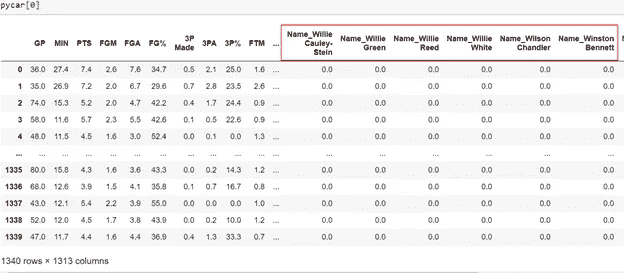 pycar[0]
GP MIN PTS FGM FGA FG% 3P Made 3PA 3P% FTM ... Name_Willie Cauley-Stein Name_Willie Green Name_Willie Reed Name_Willie White Name_Wilson Chandler Name_Winston Bennett
0 36.0 27.4 7.4 2.6 7.6 34.7 0.5 2.1 25.0 1.6 ... 0.0 0.0 0.0 0.0 0.0 0.0
1 35.0 26.9 7.2 2.0 6.7 29.6 0.7 2.8 23.5 2.6 ... 0.0 0.0 0.0 0.0 0.0 0.0
2 74.0 15.3 5.2 2.0 4.7 42.2 0.4 1.7 24.4 0.9 ... 0.0 0.0 0.0 0.0 0.0 0.0
3 58.0 11.6 5.7 2.3 5.5 42.6 0.1 0.5 22.6 0.9 ... 0.0 0.0 0.0 0.0 0.0 0.0
4 48.0 11.5 4.5 1.6 3.0 52.4 0.0 0.1 0.0 1.3 ... 0.0 0.0 0.0 0.0 0.0 0.0
... ... ... ... ... ... ... ... ... ... ... ... ... ... ... ... ... ...
1335 80.0 15.8 4.3 1.6 3.6 43.3 0.0 0.2 14.3 1.2 ... 0.0 0.0 0.0 0.0 0.0 0.0
1336 68.0 12.6 3.9 1.5 4.1 35.8 0.1 0.7 16.7 0.8 ... 0.0 0.0 0.0 0.0 0.0 0.0
1337 43.0 12.1 5.4 2.2 3.9 55.0 0.0 0.0 0.0 1.0 ... 0.0 0.0 0.0 0.0 0.0 0.0
1338 52.0 12.0 4.5 1.7 3.8 43.9 0.0 0.2 10.0 1.2 ... 0.0 0.0 0.0 0.0 0.0 0.0
1339 47.0 11.7 4.4 1.6 4.4 36.9 0.4 1.3 33.3 0.7 ... 0.0 0.0 0.0 0.0 0.0 0.0
1340 rows × 1313 columns